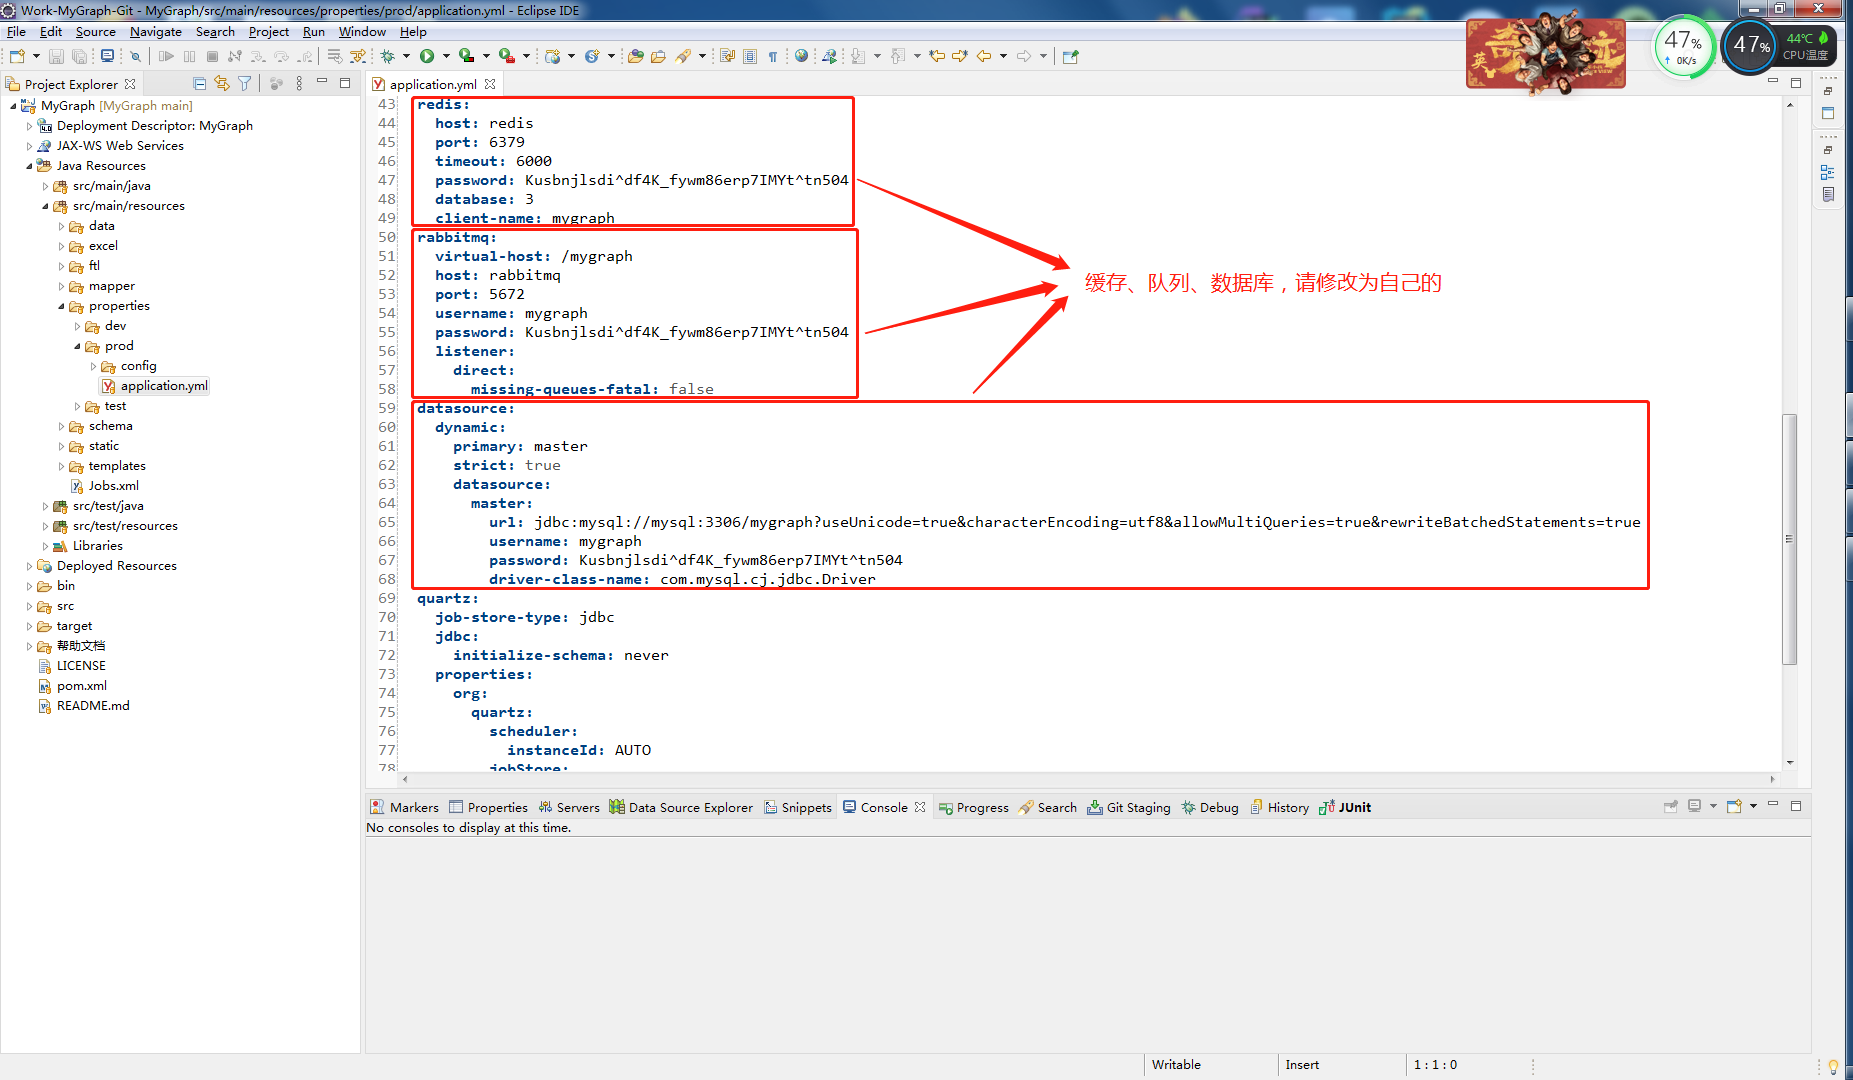 Work-MyGraph-Git - MyGraph/src/main/resources/properties/prod/application.yml - Eclipse IDE
File Edit Source Navigate Search Project Run Window Help
47% 0K/s
47% 44℃ CPU温度
Project Explorer
application.yml
MyGraph [MyGraph main]
Deployment Descriptor: MyGraph
JAX-WS Web Services
Java Resources
src/main/java
src/main/resources
data
excel
ftl
mapper
properties
dev
prod
config
application.yml
test
schema
static
templates
Jobs.xml
src/test/java
src/test/resources
Libraries
Deployed Resources
bin
src
target
帮助文档
LICENSE
pom.xml
README.md
43 redis:
44 host: redis
45 port: 6379
46 timeout: 6000
47 password: Kusbnjlsdi^df4K_fywm86erp7IMYt^tn504
48 database: 3
49 client-name: mygraph
50 rabbitmq:
51 virtual-host: /mygraph
52 host: rabbitmq
53 port: 5672
54 username: mygraph
55 password: Kusbnjlsdi^df4K_fywm86erp7IMYt^tn504
56 listener:
57 direct:
58 missing-queues-fatal: false
59 datasource:
60 dynamic:
61 primary: master
62 strict: true
63 datasource:
64 master:
65 url: jdbc:mysql://mysql:3306/mygraph?useUnicode=true&characterEncoding=utf8&allowMultiQueries=true&rewriteBatchedStatements=true
66 username: mygraph
67 password: Kusbnjlsdi^df4K_fywm86erp7IMYt^tn504
68 driver-class-name: com.mysql.cj.jdbc.Driver
69 quartz:
70 job-store-type: jdbc
71 jdbc:
72 initialize-schema: never
73 properties:
74 org:
75 quartz:
76 scheduler:
77 instanceId: AUTO
78 jobStore:
缓存、队列、数据库，请修改为自己的
Markers Properties Servers Data Source Explorer Snippets Console Progress Search Git Staging Debug History JUnit
No consoles to display at this time.
Writable Insert 1 : 1 : 0